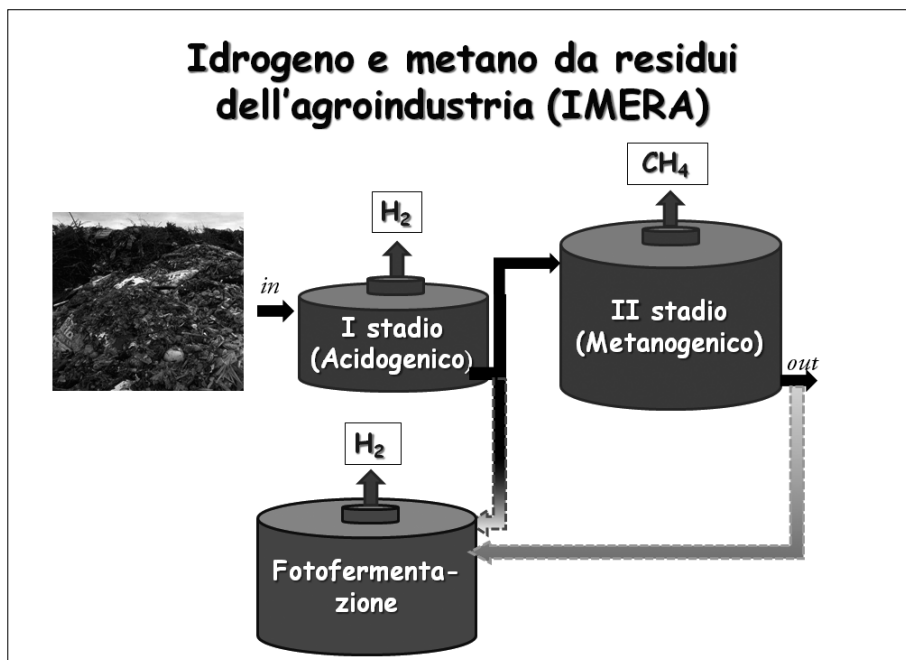 Idrogeno e metano da residui
dell'agroindustria (IMERA)
CH₄
H₂
in
I stadio
(Acidogenico)
II stadio
(Metanogenico)
out
H₂
Fotofermenta-
zione